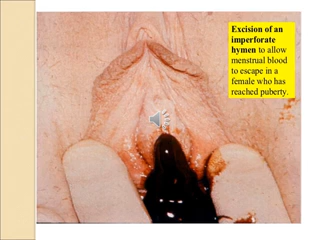 Excision of an
imperforate
hymen to allow
menstrual blood
to escape in a
female who has
reached puberty.